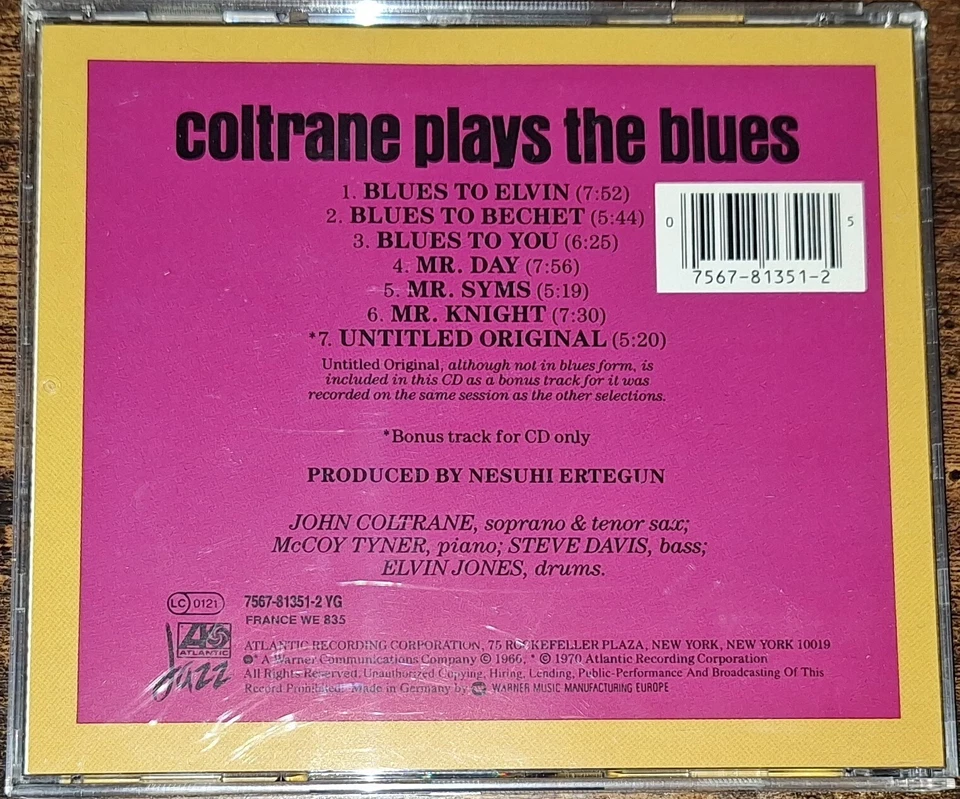 coltrane plays the blues
1. BLUES TO ELVIN (7:52)
2. BLUES TO BECHET (5:44)
3. BLUES TO YOU (6:25)
4. MR. DAY (7:56)
5. MR. SYMS (5:19)
6. MR. KNIGHT (7:30)
*7. UNTITLED ORIGINAL (5:20)
0 5
7567-81351-2
Untitled Original, although not in blues form, is
included in this CD as a bonus track for it was
recorded on the same session as the other selections.
*Bonus track for CD only
PRODUCED BY NESUHI ERTEGUN
JOHN COLTRANE, soprano & tenor sax;
McCOY TYNER, piano; STEVE DAVIS, bass;
ELVIN JONES, drums.
LC 0121
7567-81351-2 YG
FRANCE WE 835
ATLANTIC
Jazz
ATLANTIC RECORDING CORPORATION, 75 ROCKEFELLER PLAZA, NEW YORK, NEW YORK 10019
* A Warner Communications Company © 1966, * © 1970 Atlantic Recording Corporation
All Rights Reserved. Unauthorized Copying, Hiring, Lending, Public-Performance And Broadcasting Of This
Record Prohibited. Made in Germany by WARNER MUSIC MANUFACTURING EUROPE